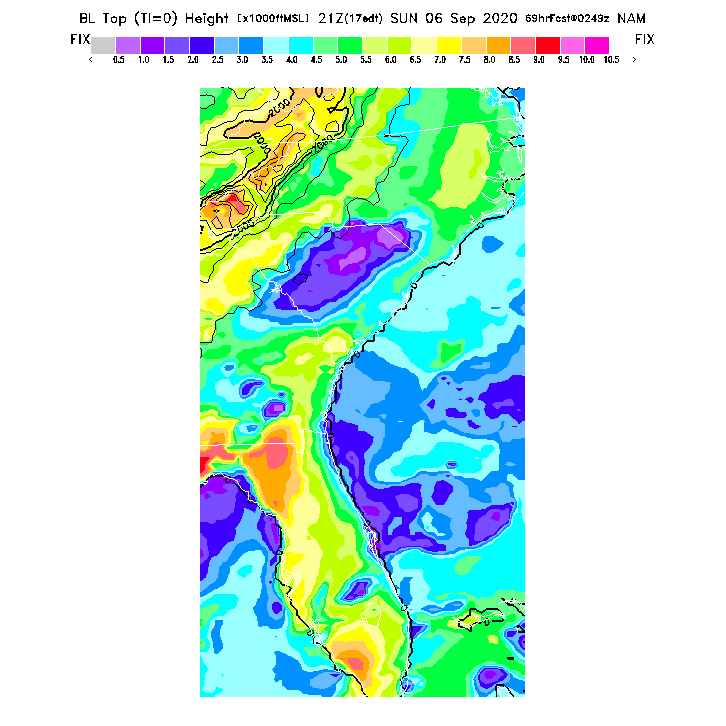 BL Top (TI=0) Height [x1000ftMSL] 21Z(17edt) SUN 06 Sep 2020 69hrFcst@0249z NAM
FIX FIX
< 0.5 1.0 1.5 2.0 2.5 3.0 3.5 4.0 4.5 5.0 5.5 6.0 6.5 7.0 7.5 8.0 8.5 9.0 9.5 10.0 10.5 >
2000
2000